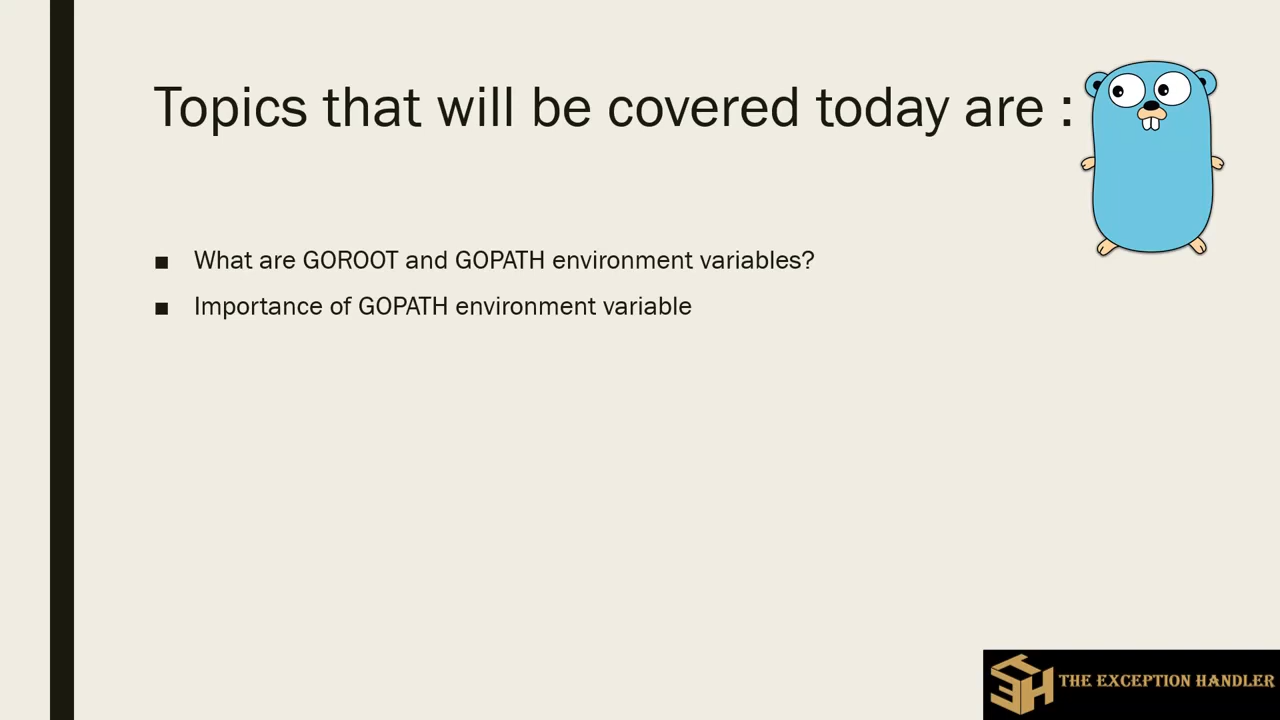 Topics that will be covered today are :
■ What are GOROOT and GOPATH environment variables?
■ Importance of GOPATH environment variable
TEH
THE EXCEPTION HANDLER